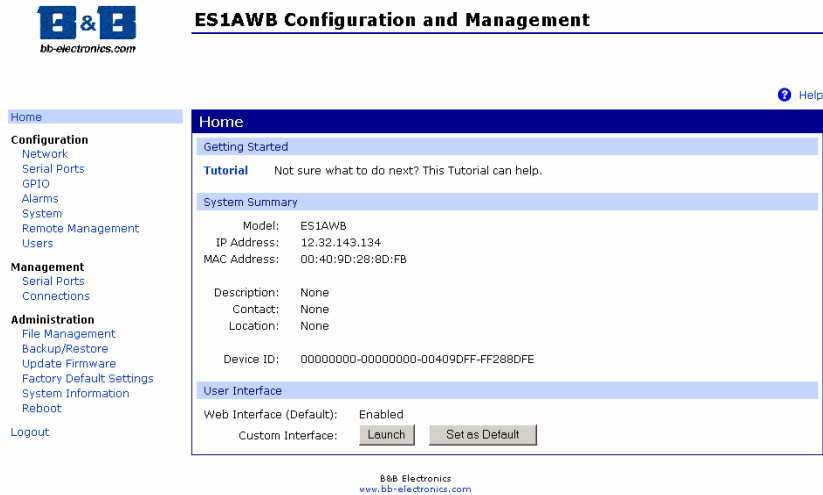 B&B
bb-electronics.com
ES1AWB Configuration and Management
? Help
Home
Configuration
Network
Serial Ports
GPIO
Alarms
System
Remote Management
Users
Management
Serial Ports
Connections
Administration
File Management
Backup/Restore
Update Firmware
Factory Default Settings
System Information
Reboot
Logout
Home
Getting Started
Tutorial Not sure what to do next? This Tutorial can help.
System Summary
Model: ES1AWB
IP Address: 12.32.143.134
MAC Address: 00:40:9D:28:8D:FB
Description: None
Contact: None
Location: None
Device ID: 00000000-00000000-00409DFF-FF288DFE
User Interface
Web Interface (Default): Enabled
Custom Interface: Launch Set as Default
B&B Electronics
www.bb-electronics.com